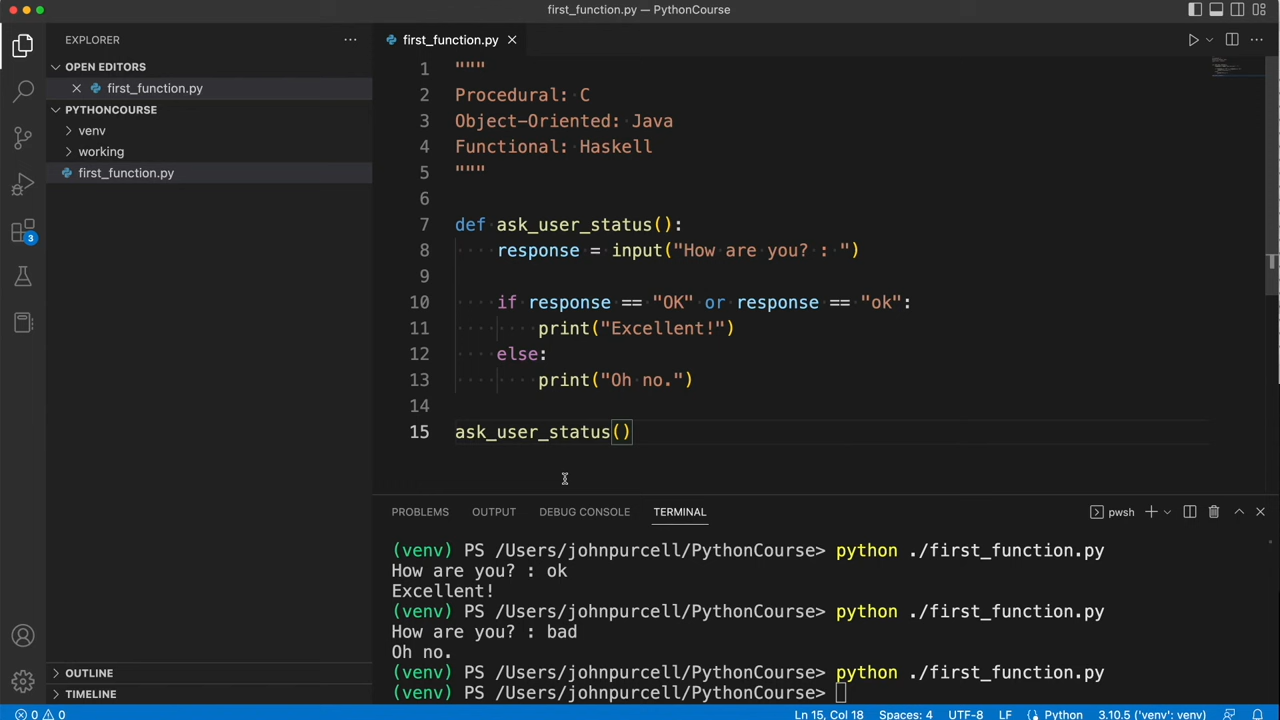 first_function.py — PythonCourse
EXPLORER
first_function.py
OPEN EDITORS
first_function.py
PYTHONCOURSE
venv
working
first_function.py
3
OUTLINE
TIMELINE
1 """
2 Procedural: C
3 Object-Oriented: Java
4 Functional: Haskell
5 """
6
7 def ask_user_status():
8 response = input("How are you? : ")
9
10 if response == "OK" or response == "ok":
11 print("Excellent!")
12 else:
13 print("Oh no.")
14
15 ask_user_status()
PROBLEMS OUTPUT DEBUG CONSOLE TERMINAL pwsh
(venv) PS /Users/johnpurcell/PythonCourse> python ./first_function.py
How are you? : ok
Excellent!
(venv) PS /Users/johnpurcell/PythonCourse> python ./first_function.py
How are you? : bad
Oh no.
(venv) PS /Users/johnpurcell/PythonCourse> python ./first_function.py
(venv) PS /Users/johnpurcell/PythonCourse>
0 0 Ln 15, Col 18 Spaces: 4 UTF-8 LF Python 3.10.5 ('venv': venv)